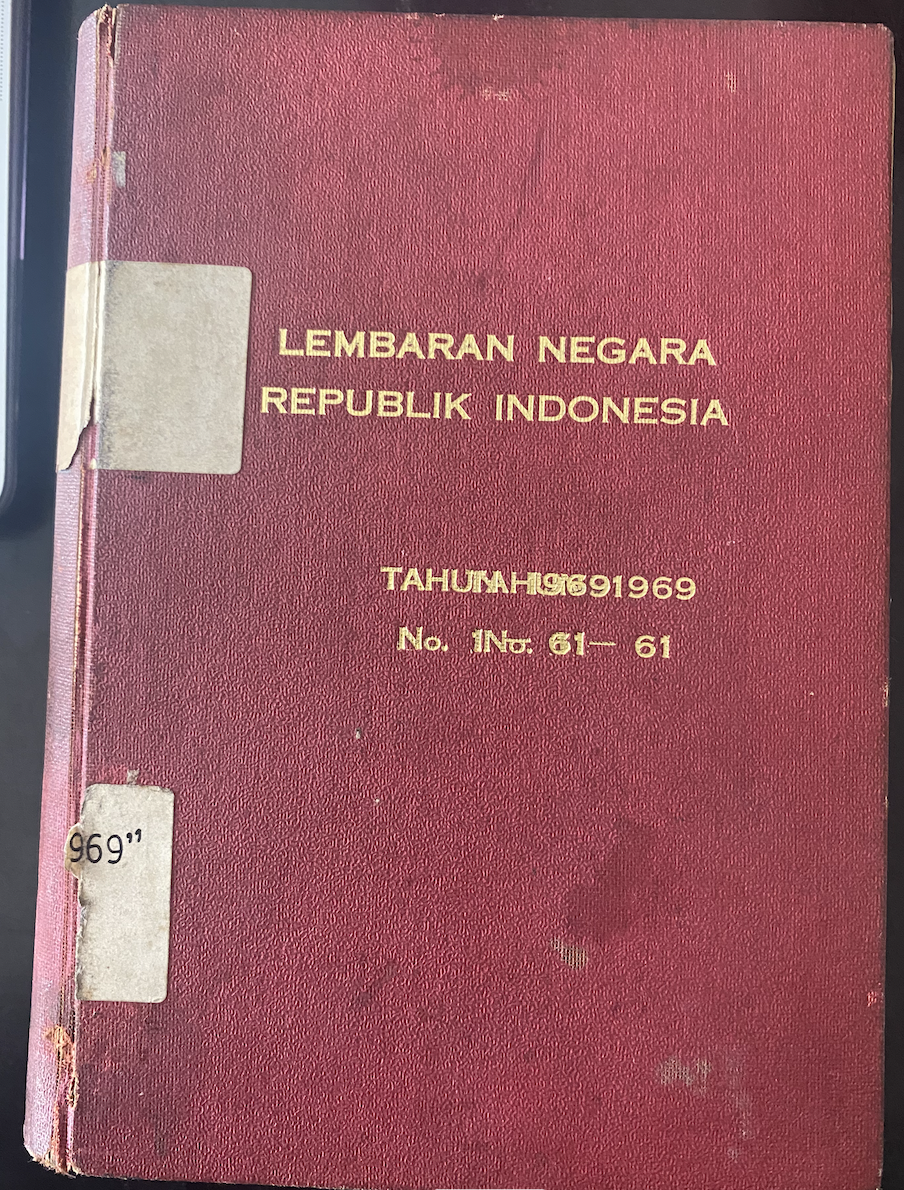 LEMBARAN NEGARA
REPUBLIK INDONESIA
TAHUN 1969
No. 1 — 61
969”